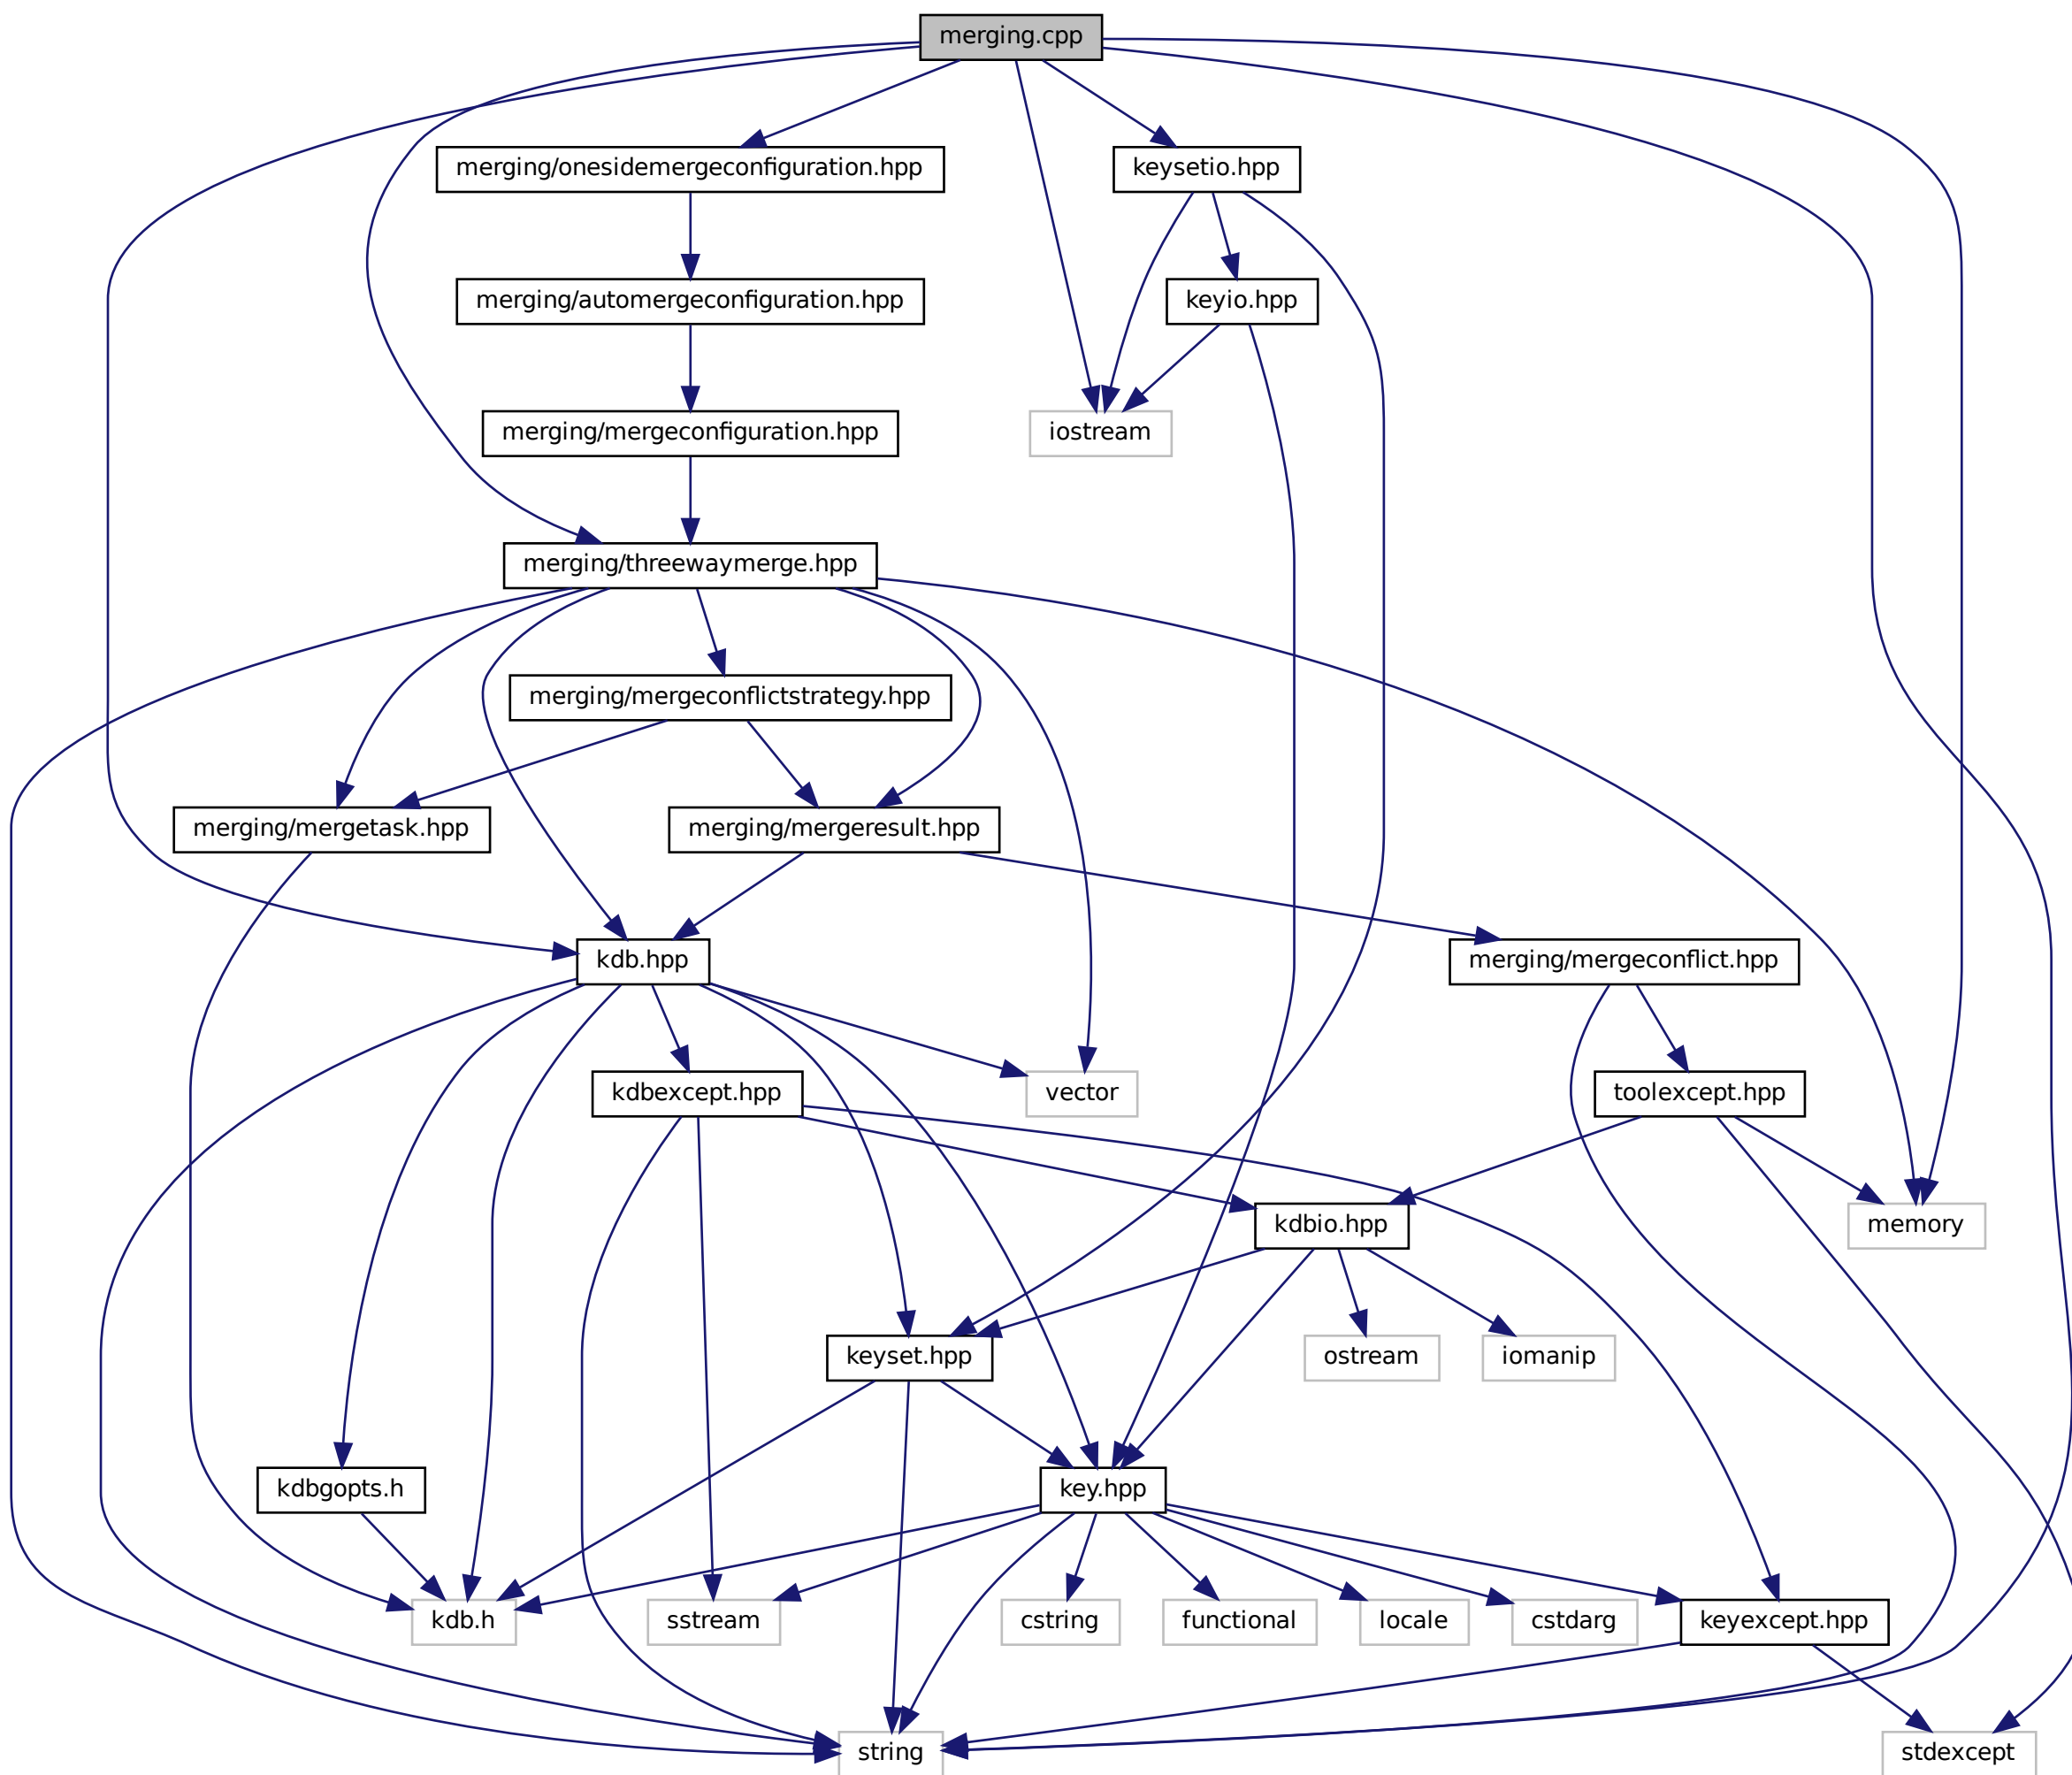 merging.cpp
merging/onesidemergeconfiguration.hpp
keysetio.hpp
merging/automergeconfiguration.hpp
keyio.hpp
merging/mergeconfiguration.hpp
iostream
merging/threewaymerge.hpp
merging/mergeconflictstrategy.hpp
merging/mergetask.hpp
merging/mergeresult.hpp
kdb.hpp
merging/mergeconflict.hpp
kdbexcept.hpp
vector
toolexcept.hpp
kdbio.hpp
memory
keyset.hpp
ostream
iomanip
kdbgopts.h
key.hpp
kdb.h
sstream
cstring
functional
locale
cstdarg
keyexcept.hpp
string
stdexcept